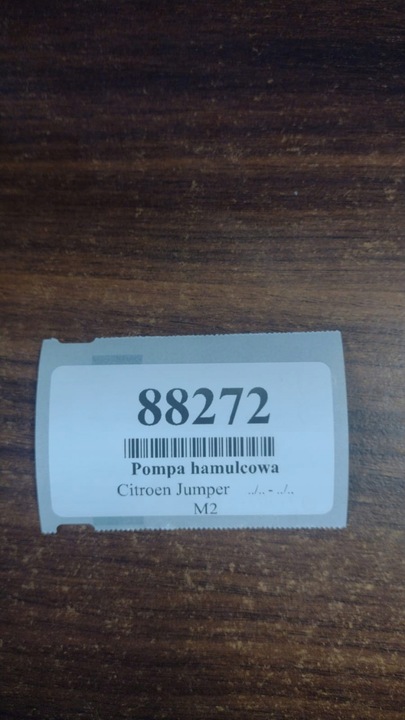 88272
Pompa hamulcowa
Citroen Jumper ../.. - ../..
M2